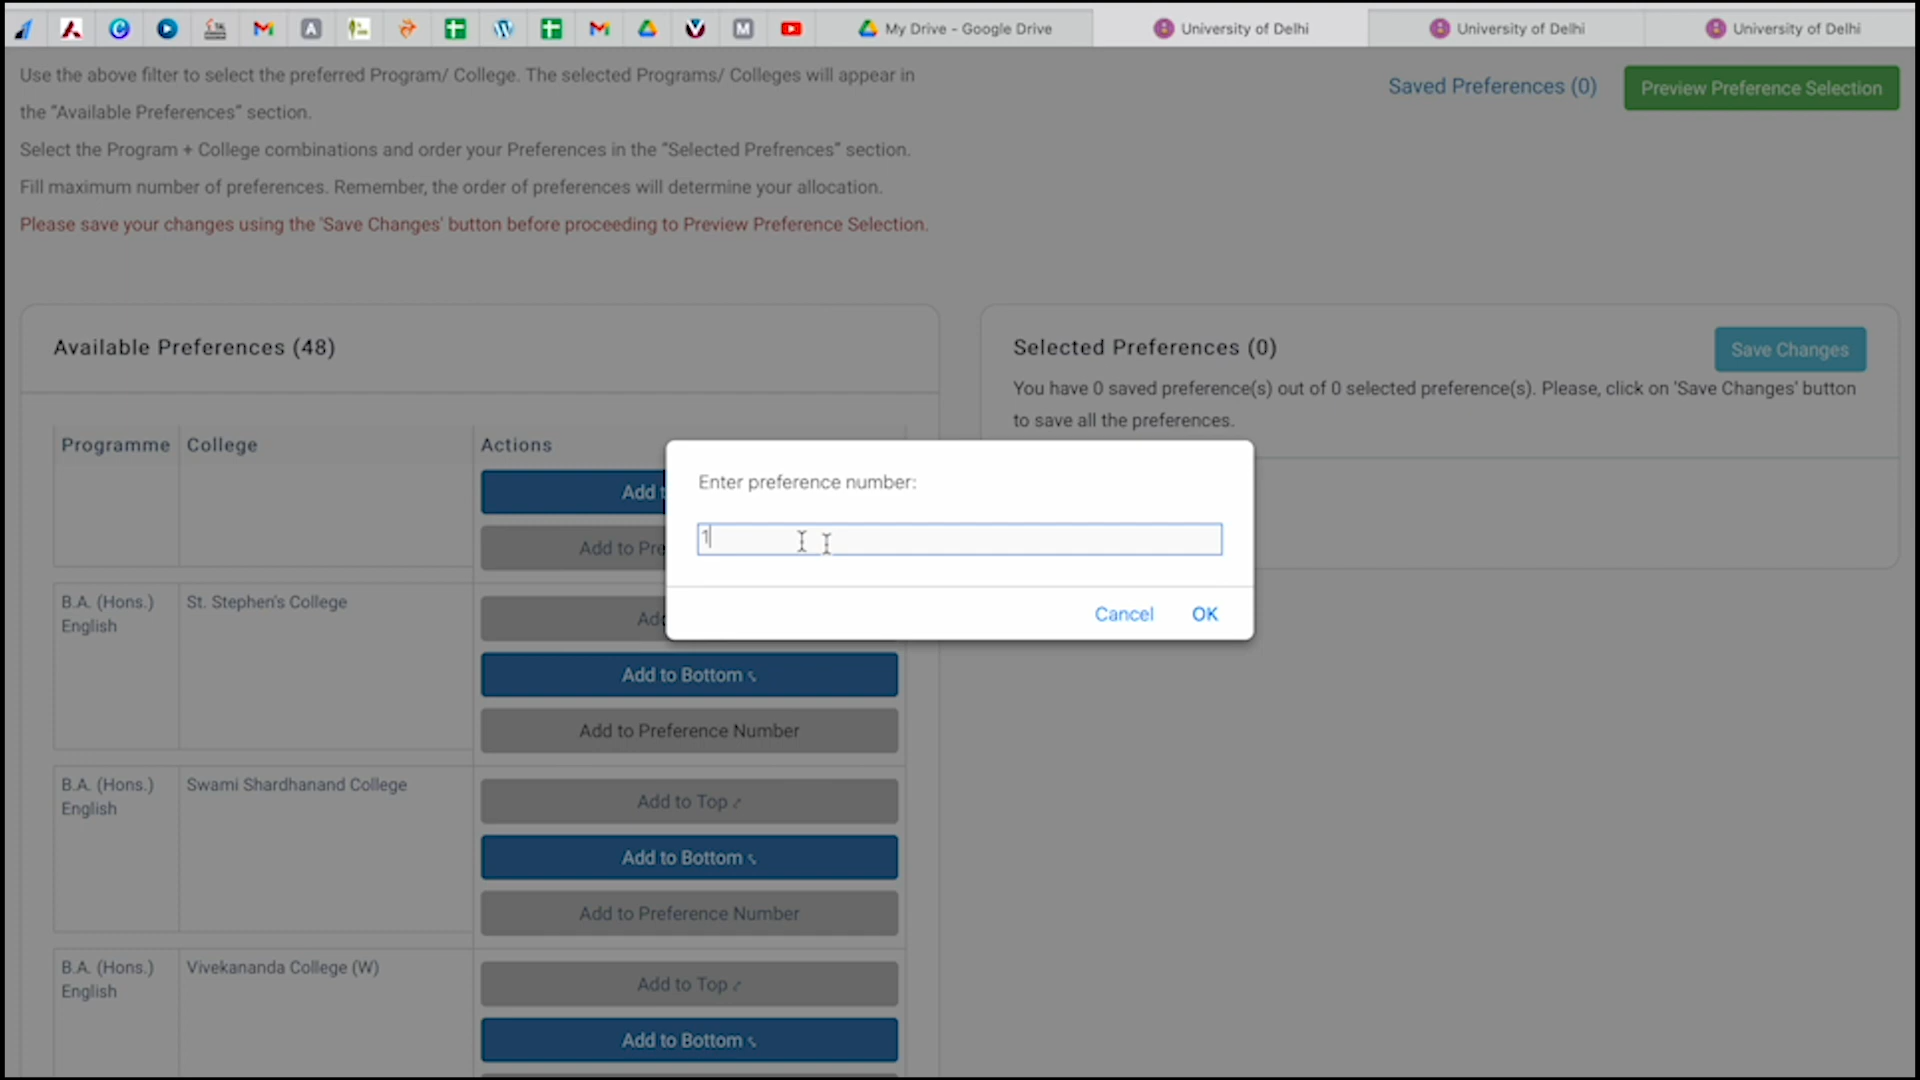 My Drive - Google Drive
University of Delhi
University of Delhi
University of Delhi
Use the above filter to select the preferred Program/ College. The selected Programs/ Colleges will appear in
the “Available Preferences” section.
Select the Program + College combinations and order your Preferences in the “Selected Prefrences” section.
Fill maximum number of preferences. Remember, the order of preferences will determine your allocation.
Please save your changes using the 'Save Changes' button before proceeding to Preview Preference Selection.
Saved Preferences (0)
Preview Preference Selection
Available Preferences (48)
Programme College Actions
Add t
Add to Pre
B.A. (Hons.)
English
St. Stephen's College
Add
Add to Bottom
Add to Preference Number
B.A. (Hons.)
English
Swami Shardhanand College
Add to Top
Add to Bottom
Add to Preference Number
B.A. (Hons.)
English
Vivekananda College (W)
Add to Top
Add to Bottom
Selected Preferences (0)
Save Changes
You have 0 saved preference(s) out of 0 selected preference(s). Please, click on 'Save Changes' button
to save all the preferences.
Enter preference number:
1
Cancel OK